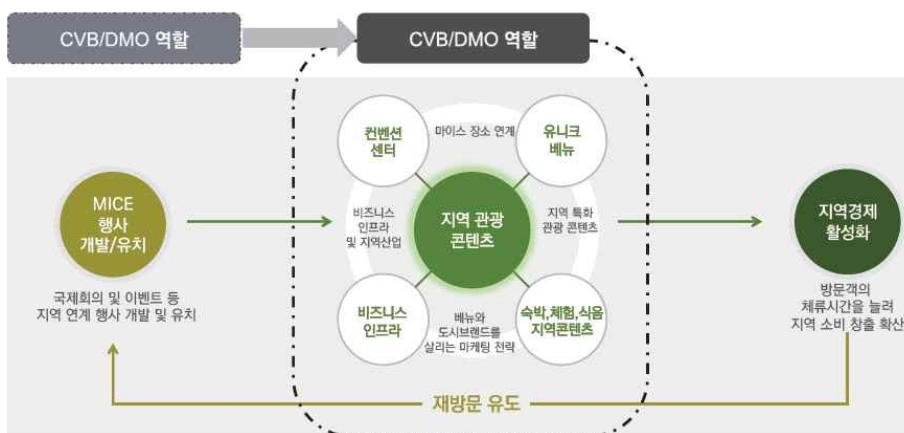 CVB/DMO 역할
CVB/DMO 역할
컨벤션
센터
마이스 장소 연계
유니크
베뉴
MICE
행사
개발/유치
비즈니스
인프라
및 지역산업
지역 관광
콘텐츠
지역 특화
관광 콘텐츠
지역경제
활성화
국제회의 및 이벤트 등
지역 연계 행사 개발 및 유치
비즈니스
인프라
베뉴와
도시브랜드를
살리는 마케팅 전략
숙박,체험,식음
지역콘텐츠
방문객의
체류시간을 늘려
지역 소비 창출 확산
재방문 유도